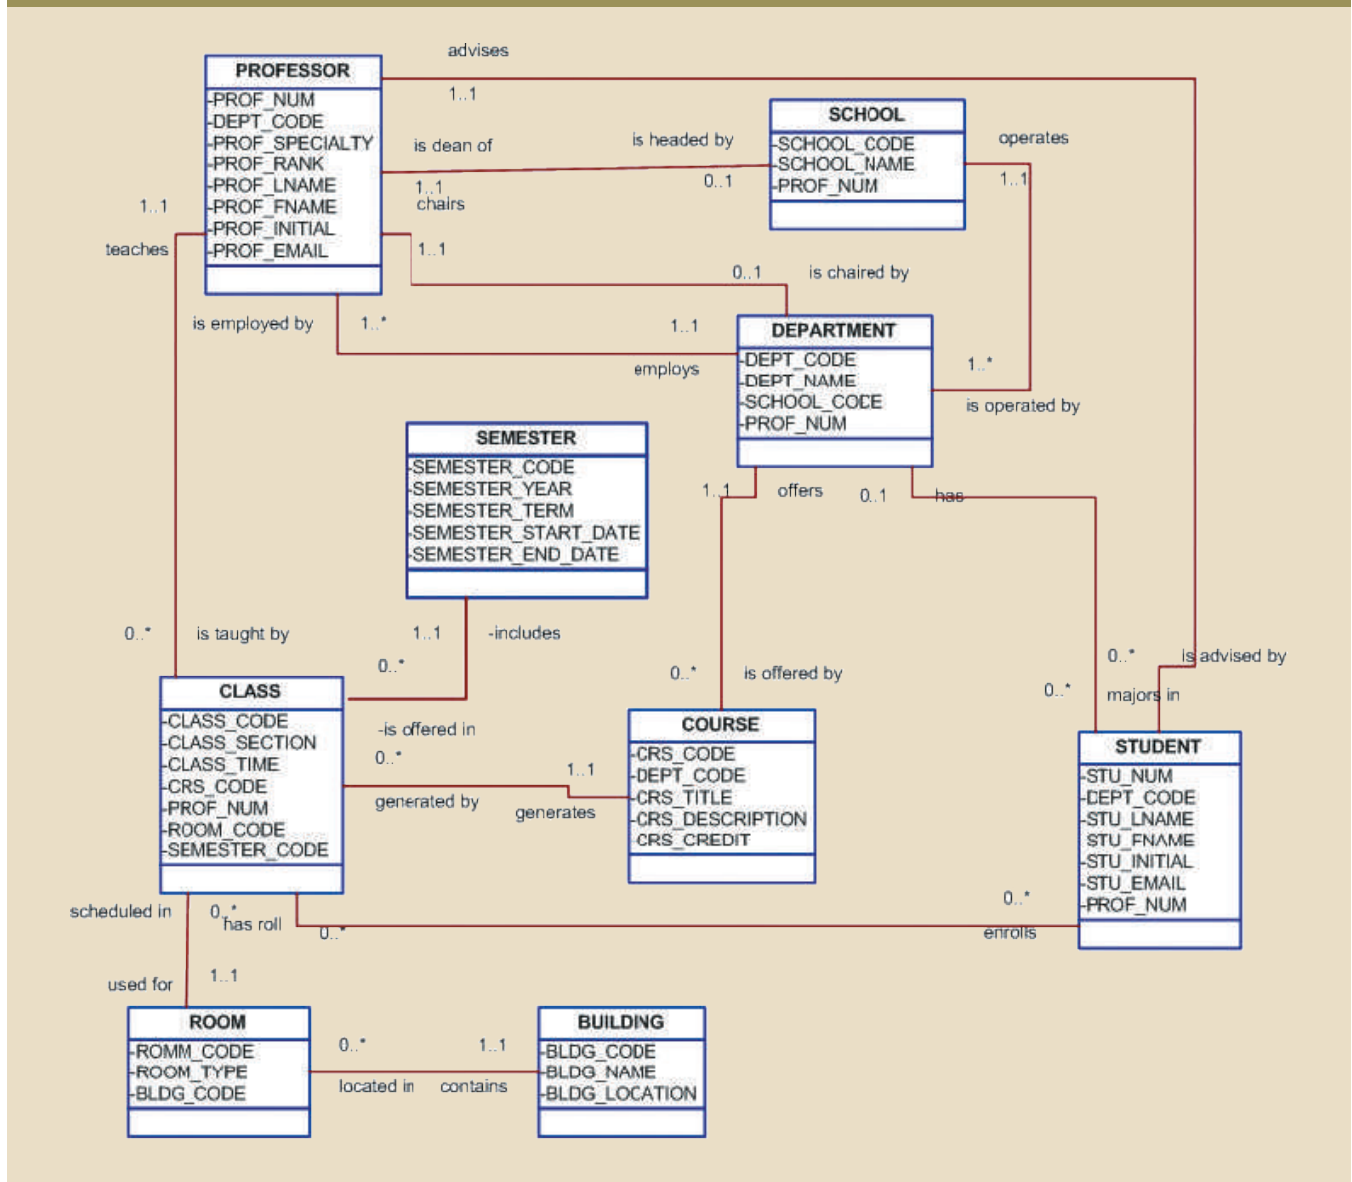 advises
PROFESSOR
1..1
-PROF_NUM
-DEPT_CODE
-PROF_SPECIALTY
-PROF_RANK
-PROF_LNAME
-PROF_FNAME
-PROF_INITIAL
-PROF_EMAIL
SCHOOL
-SCHOOL_CODE
-SCHOOL_NAME
-PROF_NUM
is dean of
is headed by
operates
1..1
0..1
1..1
chairs
1..1
teaches
1..1
0..1
is chaired by
is employed by
1..*
1..1
employs
DEPARTMENT
-DEPT_CODE
-DEPT_NAME
-SCHOOL_CODE
-PROF_NUM
1..*
is operated by
SEMESTER
-SEMESTER_CODE
-SEMESTER_YEAR
-SEMESTER_TERM
-SEMESTER_START_DATE
-SEMESTER_END_DATE
1..1
offers
0..1
has
0..*
is taught by
1..1
-includes
0..*
0..*
is offered by
0..*
is advised by
0..*
majors in
CLASS
-CLASS_CODE
-CLASS_SECTION
-CLASS_TIME
-CRS_CODE
-PROF_NUM
-ROOM_CODE
-SEMESTER_CODE
-is offered in
0..*
generated by
1..1
generates
COURSE
-CRS_CODE
-DEPT_CODE
-CRS_TITLE
-CRS_DESCRIPTION
-CRS_CREDIT
STUDENT
-STU_NUM
-DEPT_CODE
-STU_LNAME
-STU_FNAME
-STU_INITIAL
-STU_EMAIL
-PROF_NUM
scheduled in
0..*
has roll
0..*
0..*
enrolls
used for
1..1
ROOM
-ROMM_CODE
-ROOM_TYPE
-BLDG_CODE
0..*
1..1
located in
contains
BUILDING
-BLDG_CODE
-BLDG_NAME
-BLDG_LOCATION